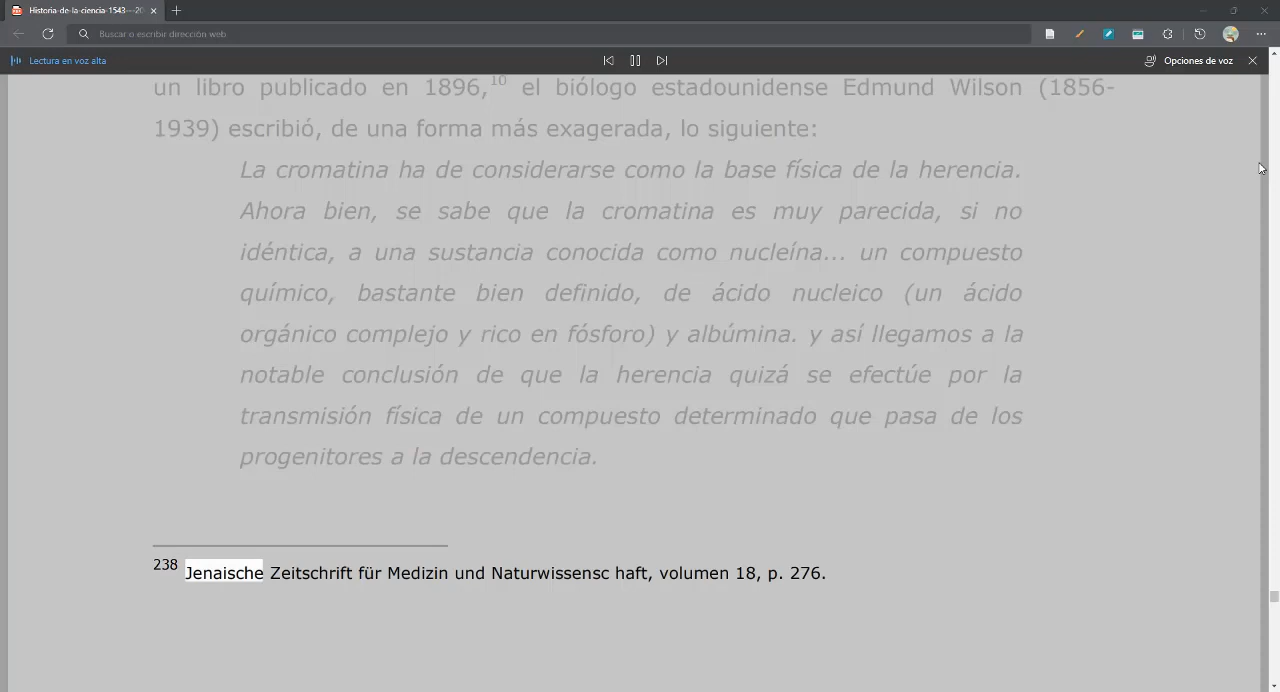 Historia-de-la-ciencia-1543---20
Buscar o escribir dirección web
Lectura en voz alta
Opciones de voz
un libro publicado en 1896,10 el biólogo estadounidense Edmund Wilson (1856-
1939) escribió, de una forma más exagerada, lo siguiente:
La cromatina ha de considerarse como la base física de la herencia.
Ahora bien, se sabe que la cromatina es muy parecida, si no
idéntica, a una sustancia conocida como nucleína... un compuesto
químico, bastante bien definido, de ácido nucleico (un ácido
orgánico complejo y rico en fósforo) y albúmina. y así llegamos a la
notable conclusión de que la herencia quizá se efectúe por la
transmisión física de un compuesto determinado que pasa de los
progenitores a la descendencia.
238 Jenaische Zeitschrift für Medizin und Naturwissensc haft, volumen 18, p. 276.